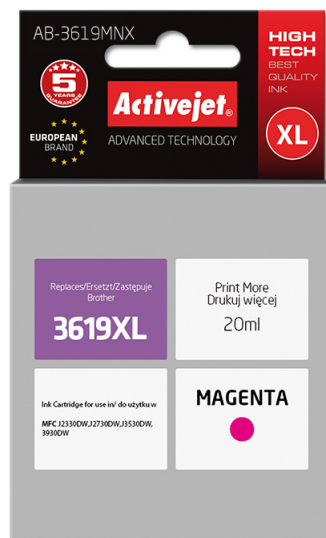 AB-3619MNX
HIGH
TECH
BEST
QUALITY
INK
5
YEARS
GUARANTEE
Activejet®
EUROPEAN
BRAND
ADVANCED TECHNOLOGY
XL
Replaces/Ersetzt/Zastępuje
Brother
3619XL
Print More
Drukuj więcej
20ml
Ink Cartridge for use in/ do użytku w
MFC J2330DW,J2730DW,J3530DW,
3930DW
MAGENTA